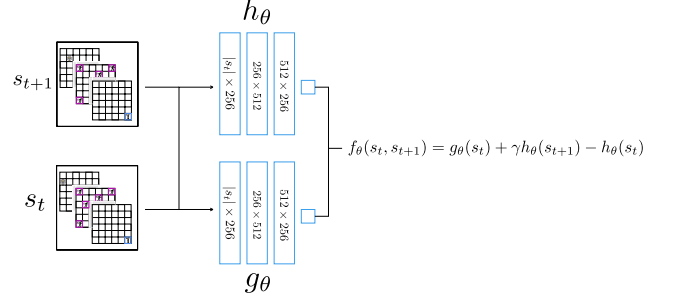 h_θ
s_{t+1}
|s_t| × 256
256 × 512
512 × 256
f_θ(s_t, s_{t+1}) = g_θ(s_t) + γh_θ(s_{t+1}) − h_θ(s_t)
s_t
|s_t| × 256
256 × 512
512 × 256
g_θ